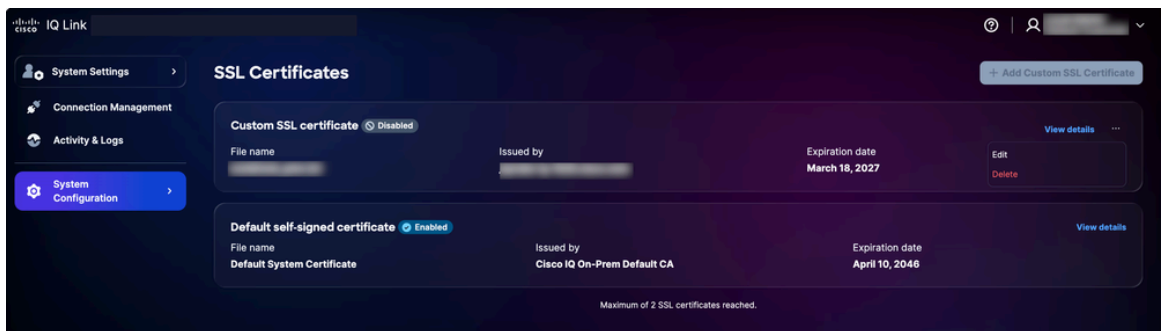 cisco IQ Link
System Settings
Connection Management
Activity & Logs
System
Configuration
SSL Certificates
+ Add Custom SSL Certificate
Custom SSL certificate Disabled
View details ...
File name
Issued by
Expiration date
March 18, 2027
Edit
Delete
Default self-signed certificate Enabled
View details
File name
Issued by
Expiration date
Default System Certificate
Cisco IQ On-Prem Default CA
April 10, 2046
Maximum of 2 SSL certificates reached.